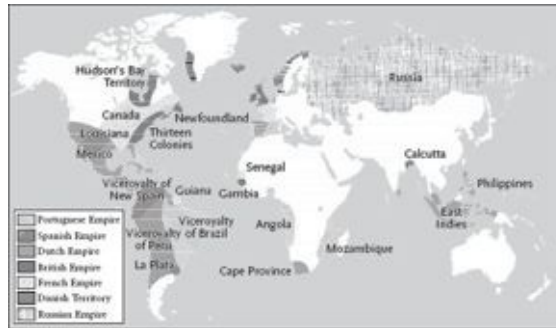 Hudson's Bay
Territory
Russia
Canada
Newfoundland
Louisiana
Thirteen
Colonies
Mexico
Calcutta
Senegal
Philippines
Viceroyalty of
New Spain
Guiana
Gambia
East
Indies
Viceroyalty
of Brazil
Angola
Viceroyalty
of Peru
Mozambique
La Plata
Cape Province
Portuguese Empire
Spanish Empire
Dutch Empire
British Empire
French Empire
Danish Territory
Russian Empire